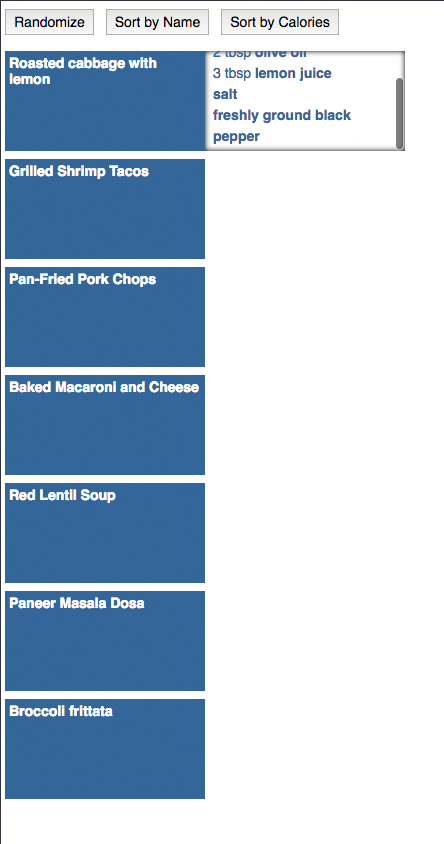 Randomize Sort by Name Sort by Calories
Roasted cabbage with
lemon
2 tbsp olive oil
3 tbsp lemon juice
salt
freshly ground black
pepper
Grilled Shrimp Tacos
Pan-Fried Pork Chops
Baked Macaroni and Cheese
Red Lentil Soup
Paneer Masala Dosa
Broccoli frittata